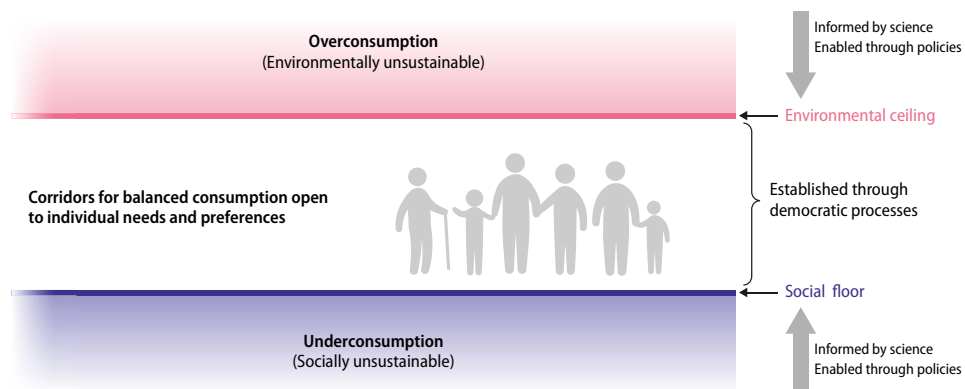 Overconsumption
(Environmentally unsustainable)
Informed by science
Enabled through policies
Environmental ceiling
Corridors for balanced consumption open
to individual needs and preferences
Established through
democratic processes
Social floor
Underconsumption
(Socially unsustainable)
Informed by science
Enabled through policies